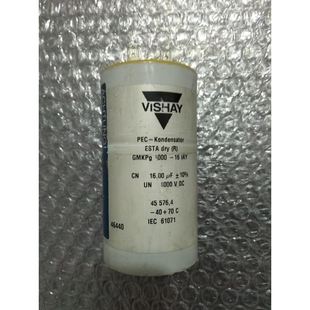 VISHAY
PEC-Kondensator
ESTA dry (R)
GMKPg 1000 - 16 IAY
CN 16,00 µF ± 10%
UN 1000 V DC
45 576,4
-40 + 70 C
IEC 61071
46440